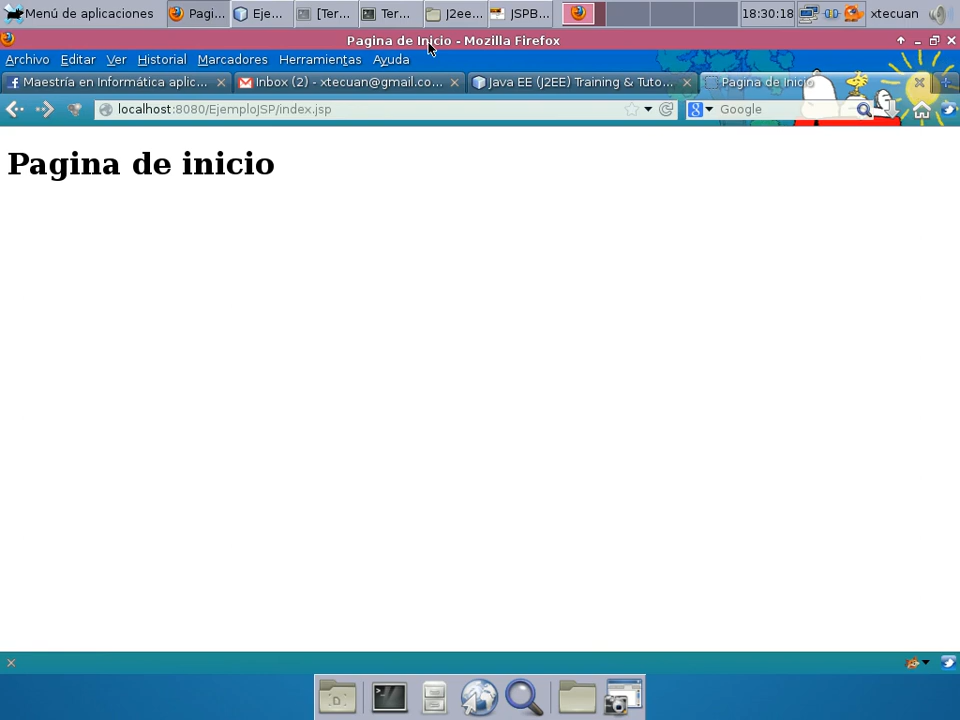 Menú de aplicaciones Pagi... Eje... [Ter... Ter... J2ee... JSPB... 18:30:18 xtecuan
Pagina de Inicio - Mozilla Firefox
Archivo Editar Ver Historial Marcadores Herramientas Ayuda
Maestría en Informática aplic... Inbox (2) - xtecuan@gmail.co... Java EE (J2EE) Training & Tuto... Pagina de Inicio
localhost:8080/EjemploJSP/index.jsp Google
Pagina de inicio